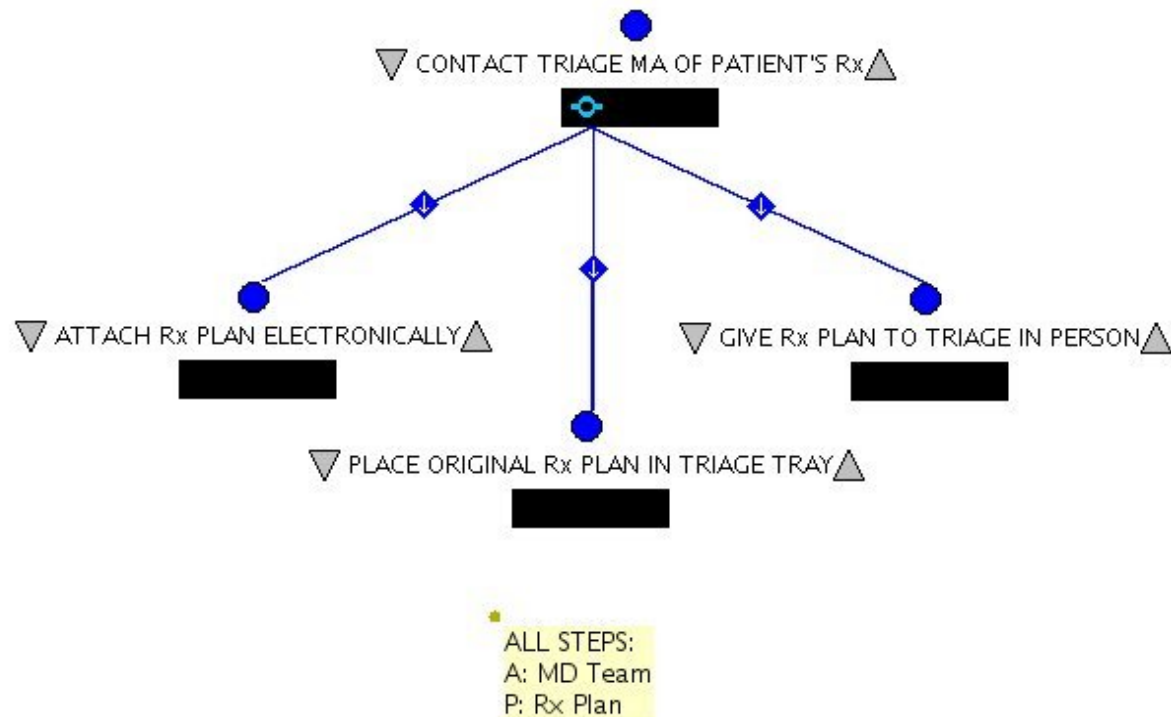 CONTACT TRIAGE MA OF PATIENT'S Rx
ATTACH Rx PLAN ELECTRONICALLY
GIVE Rx PLAN TO TRIAGE IN PERSON
PLACE ORIGINAL Rx PLAN IN TRIAGE TRAY
ALL STEPS:
A: MD Team
P: Rx Plan